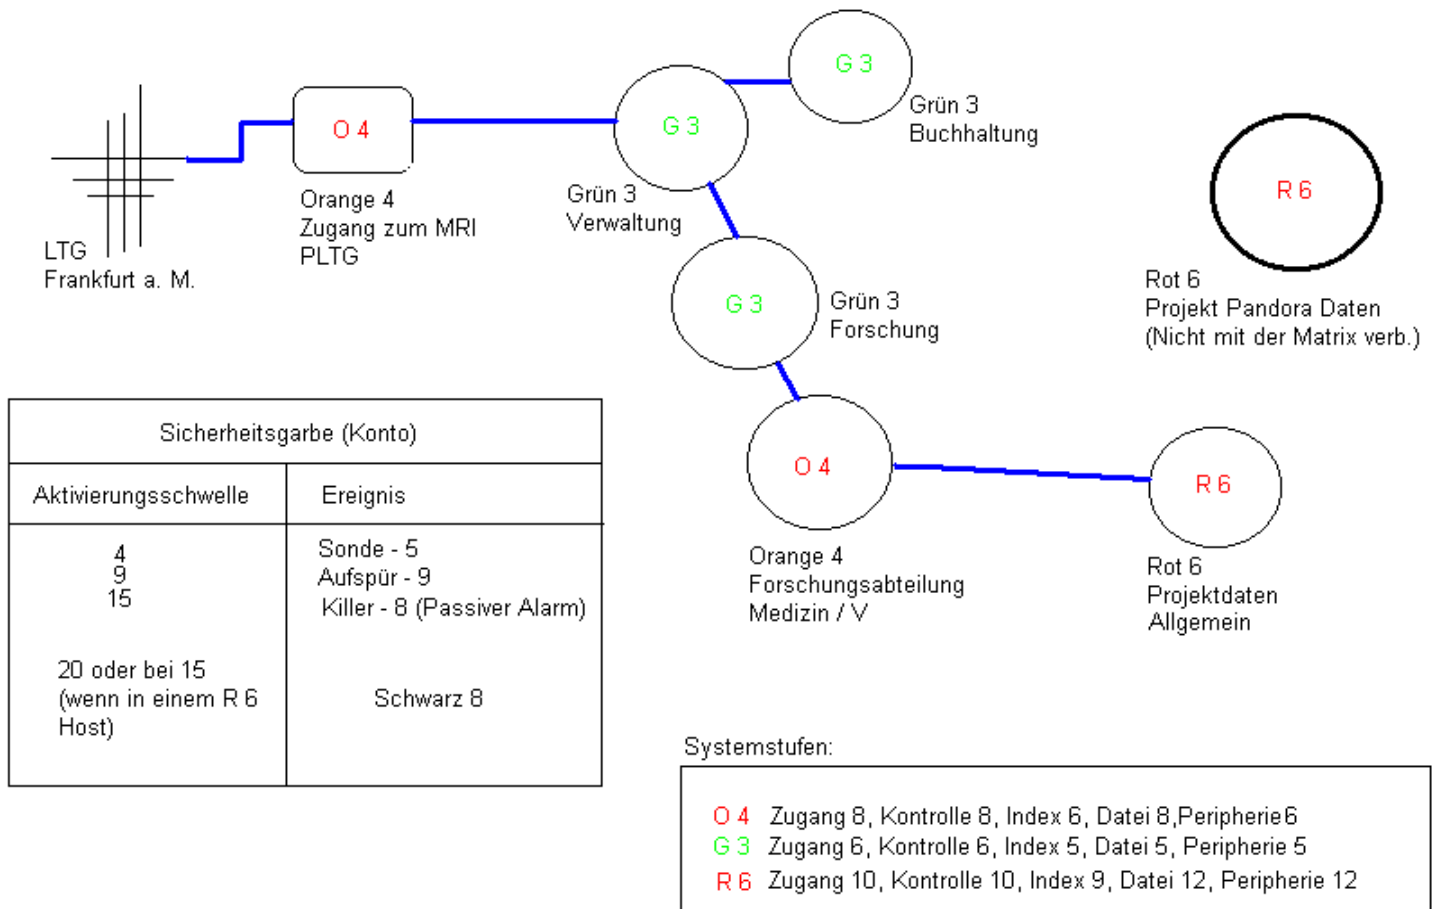 G 3
Grün 3
Buchhaltung
O 4
Orange 4
Zugang zum MRI
PLTG
LTG
Frankfurt a. M.
G 3
Grün 3
Verwaltung
G 3
Grün 3
Forschung
R 6
Rot 6
Projekt Pandora Daten
(Nicht mit der Matrix verb.)
O 4
Orange 4
Forschungsabteilung
Medizin / V
R 6
Rot 6
Projektdaten
Allgemein
Sicherheitsgarbe (Konto)
Aktivierungsschwelle Ereignis
4 Sonde - 5
9 Aufspür - 9
15 Killer - 8 (Passiver Alarm)
20 oder bei 15
(wenn in einem R 6 Schwarz 8
Host)
Systemstufen:
O 4 Zugang 8, Kontrolle 8, Index 6, Datei 8,Peripherie6
G 3 Zugang 6, Kontrolle 6, Index 5, Datei 5, Peripherie 5
R 6 Zugang 10, Kontrolle 10, Index 9, Datei 12, Peripherie 12